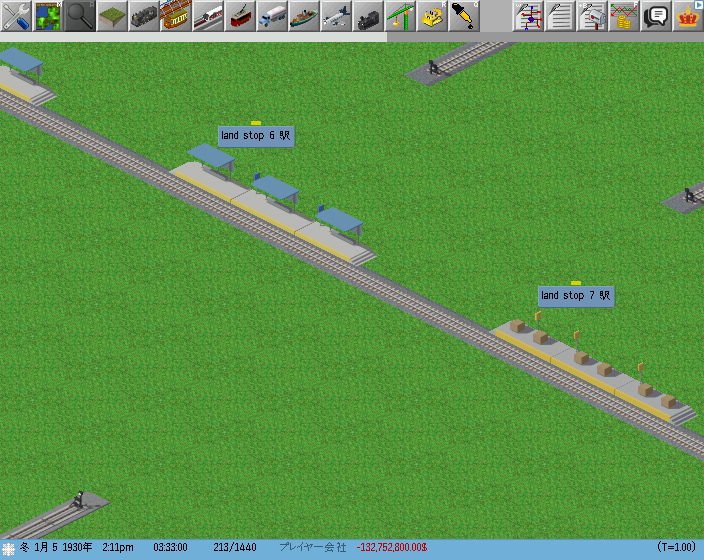 land stop 6 駅
land stop 7 駅
冬 1月 5 1930年 2:11pm 03:33:00 213/1440 プレイヤー会社 -132,752,800.00$ (T=1.00)